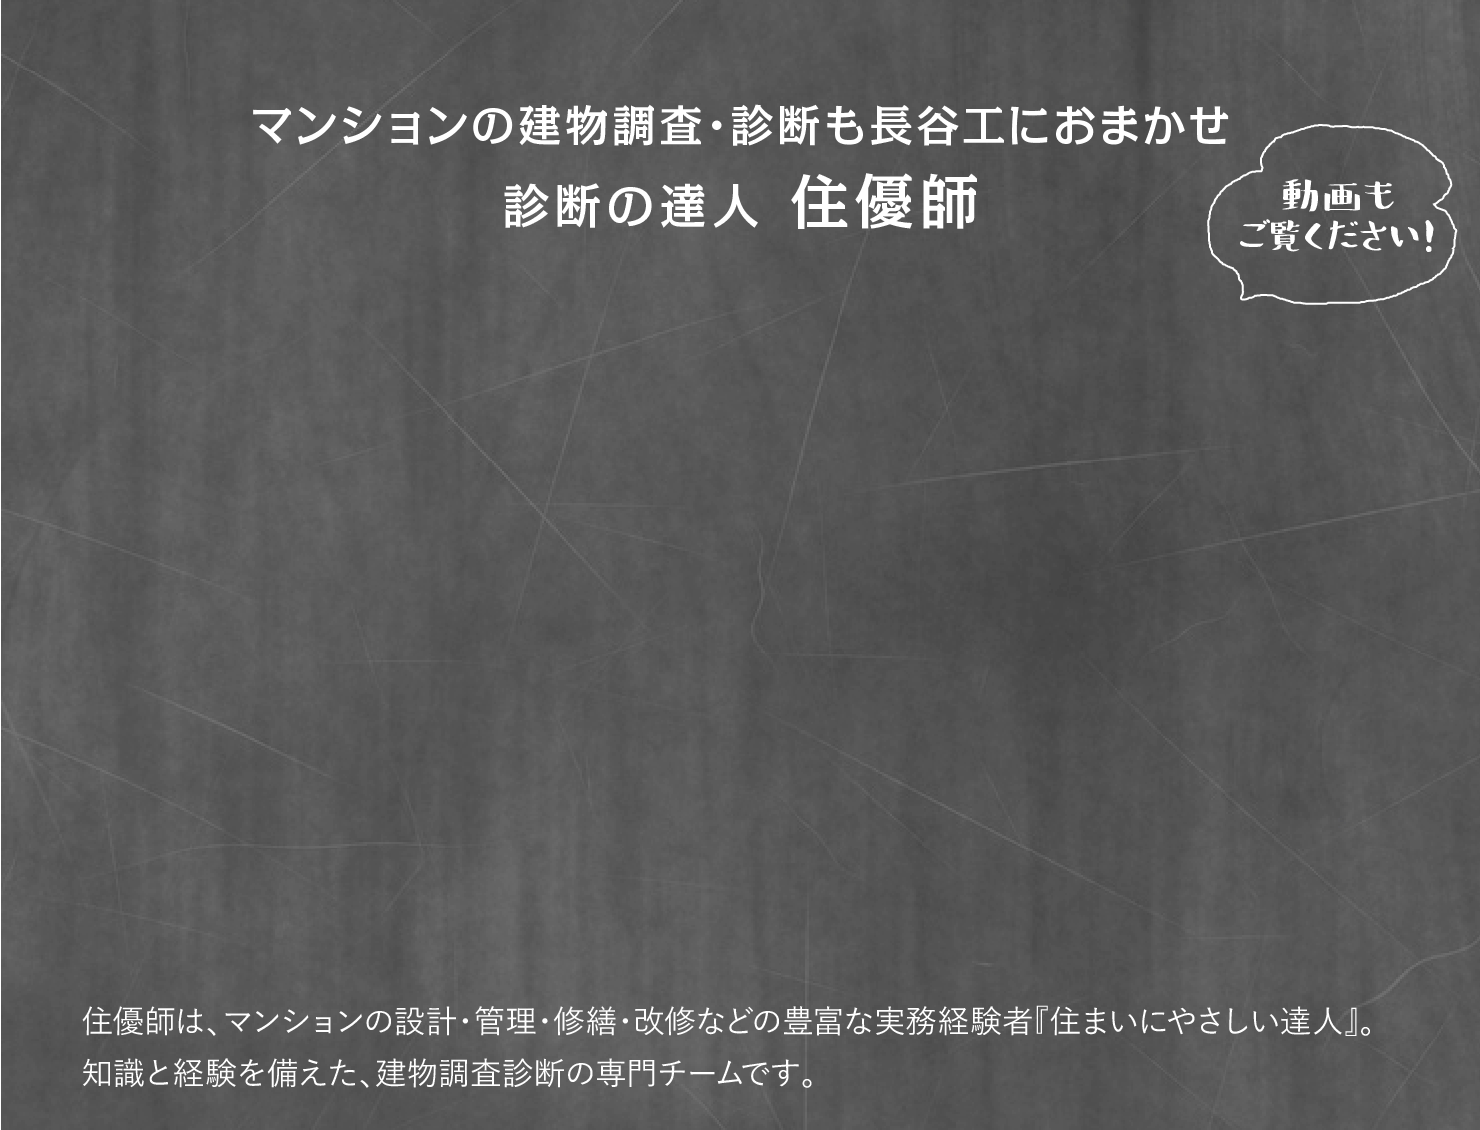 マンションの建物調査・診断も長谷工におまかせ
診断の達人 住優師
動画も
ご覧ください!
住優師は、マンションの設計・管理・修繕・改修などの豊富な実務経験者『住まいにやさしい達人』。
知識と経験を備えた、建物調査診断の専門チームです。